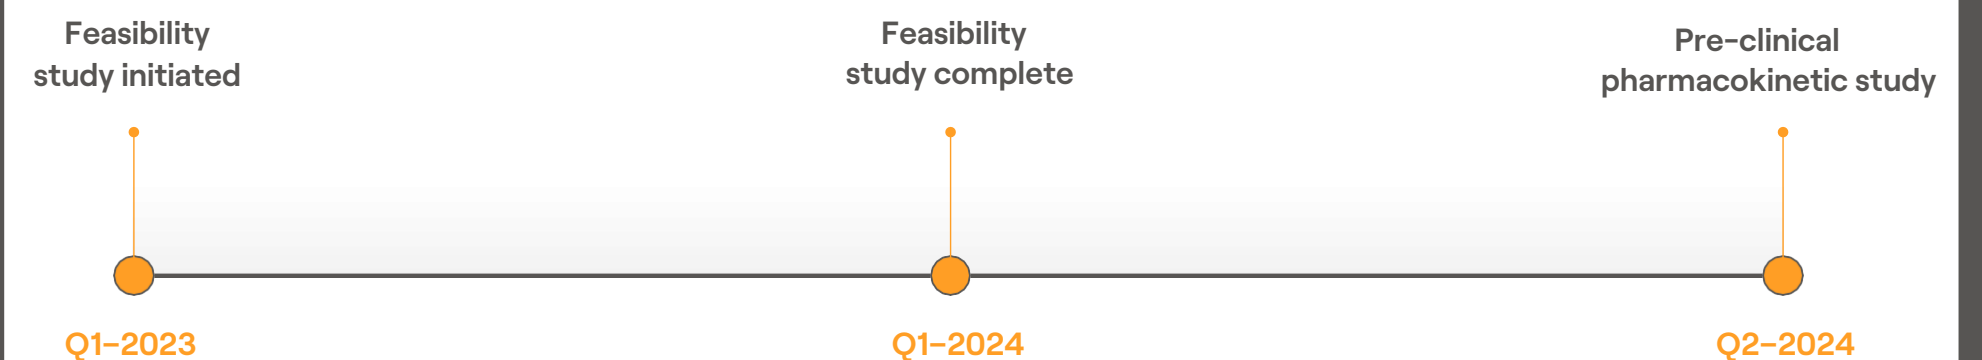 Feasibility
study initiated
Feasibility
study complete
Pre-clinical
pharmacokinetic study
Q1-2023
Q1-2024
Q2-2024